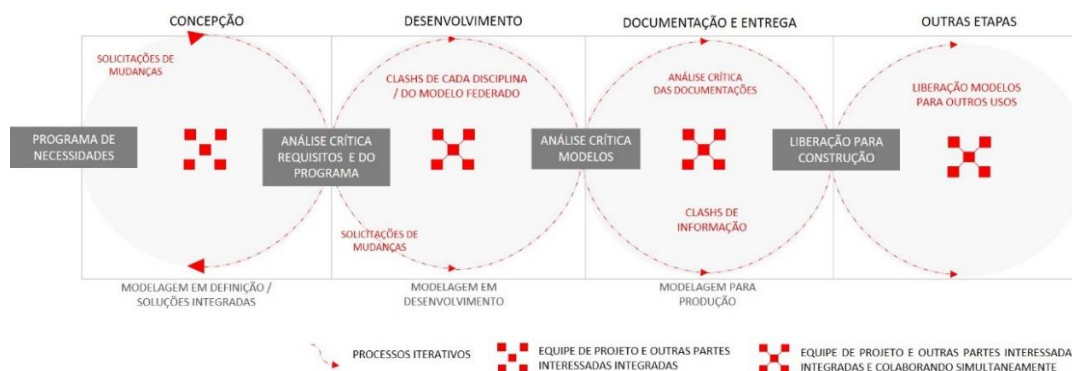 CONCEPÇÃO
DESENVOLVIMENTO
DOCUMENTAÇÃO E ENTREGA
OUTRAS ETAPAS
SOLICITAÇÕES DE
MUDANÇAS
PROGRAMA DE
NECESSIDADES
ANÁLISE CRÍTICA
REQUISITOS E DO
PROGRAMA
CLASHS DE CADA DISCIPLINA
/ DO MODELO FEDERADO
SOLICITAÇÕES DE
MUDANÇAS
ANÁLISE CRÍTICA
MODELOS
ANÁLISE CRÍTICA
DAS DOCUMENTAÇÕES
CLASHS DE
INFORMAÇÃO
LIBERAÇÃO PARA
CONSTRUÇÃO
LIBERAÇÃO MODELOS
PARA OUTROS USOS
MODELAGEM EM DEFINIÇÃO /
SOLUÇÕES INTEGRADAS
MODELAGEM EM
DESENVOLVIMENTO
MODELAGEM PARA
PRODUÇÃO
PROCESSOS ITERATIVOS
EQUIPE DE PROJETO E OUTRAS PARTES
INTERESSADAS INTEGRADAS
EQUIPE DE PROJETO E OUTRAS PARTES INTERESSADA
INTEGRADAS E COLABORANDO SIMULTANEAMENTE